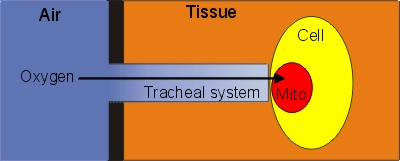 Air
Tissue
Cell
Oxygen
Tracheal system
Mito